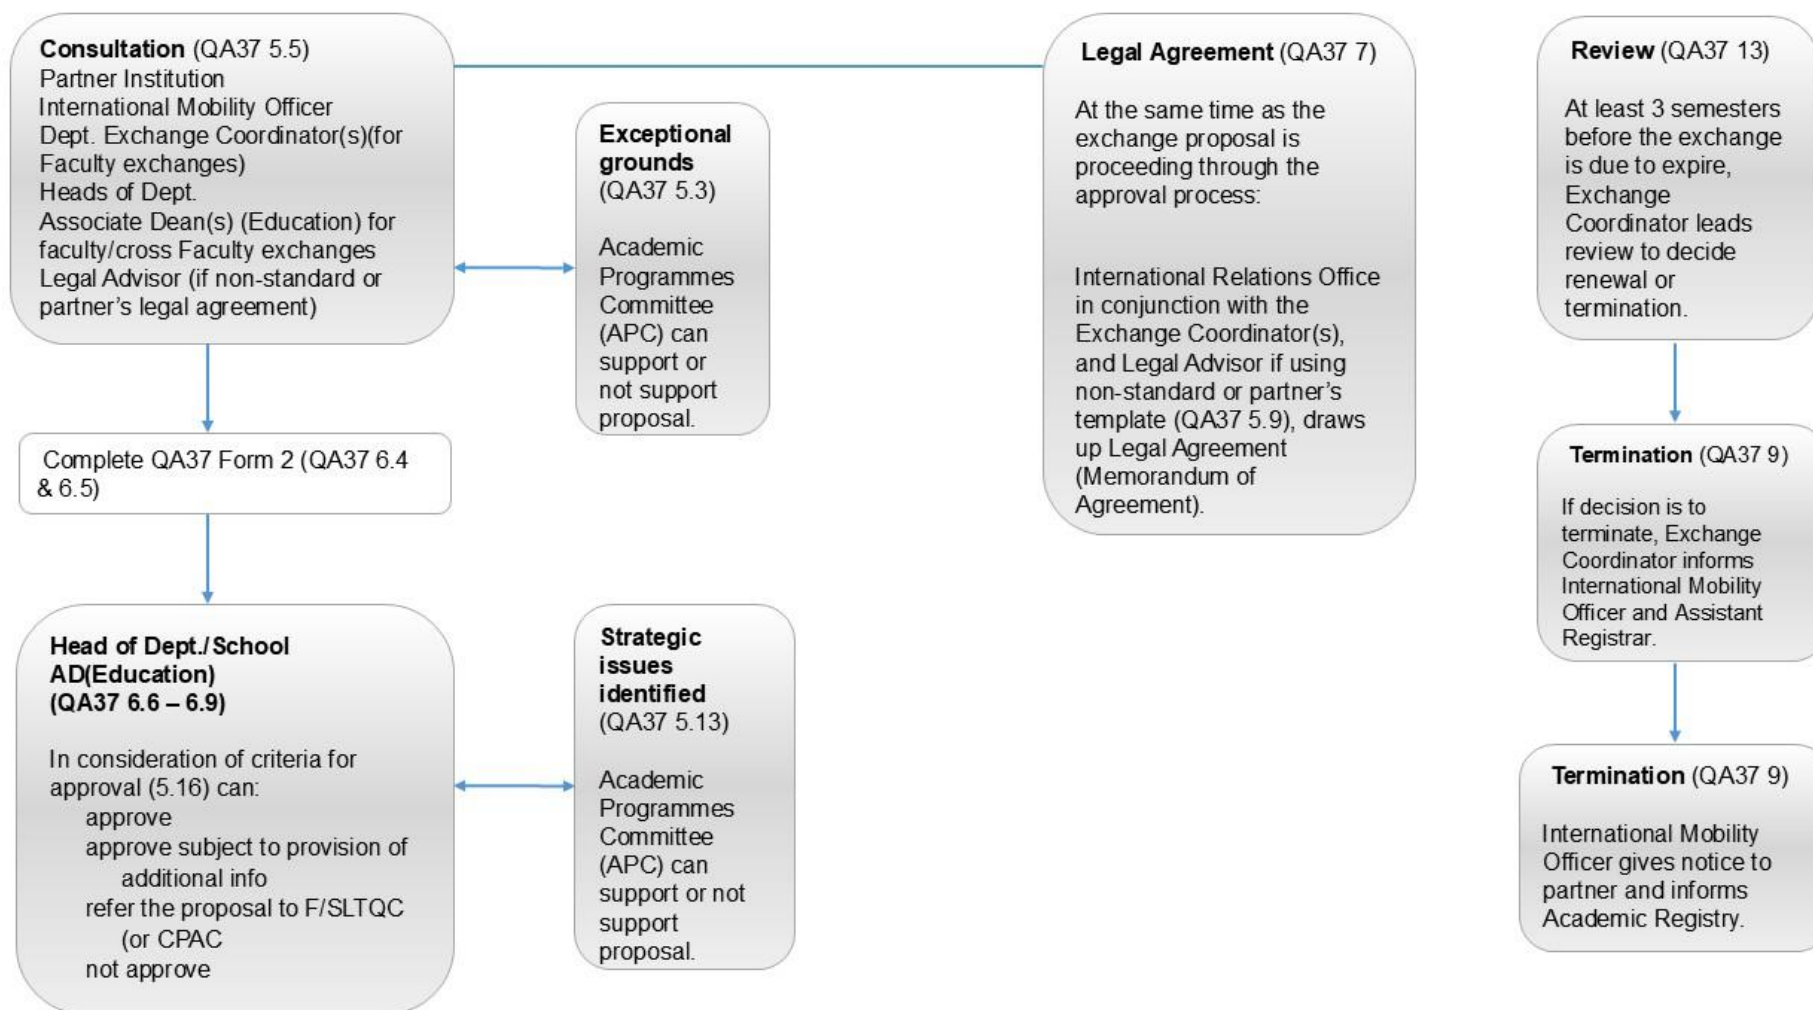 Consultation (QA37 5.5)
Partner Institution
International Mobility Officer
Dept. Exchange Coordinator(s)(for
Faculty exchanges)
Heads of Dept.
Associate Dean(s) (Education) for
faculty/cross Faculty exchanges
Legal Advisor (if non-standard or
partner's legal agreement)
Exceptional
grounds
(QA37 5.3)
Academic
Programmes
Committee
(APC) can
support or
not support
proposal.
Complete QA37 Form 2 (QA37 6.4
& 6.5)
Head of Dept./School
AD(Education)
(QA37 6.6 – 6.9)
In consideration of criteria for
approval (5.16) can:
approve
approve subject to provision of
additional info
refer the proposal to F/SLTQC
(or CPAC
not approve
Strategic
issues
identified
(QA37 5.13)
Academic
Programmes
Committee
(APC) can
support or not
support
proposal.
Legal Agreement (QA37 7)
At the same time as the
exchange proposal is
proceeding through the
approval process:
International Relations Office
in conjunction with the
Exchange Coordinator(s),
and Legal Advisor if using
non-standard or partner's
template (QA37 5.9), draws
up Legal Agreement
(Memorandum of
Agreement).
Review (QA37 13)
At least 3 semesters
before the exchange
is due to expire,
Exchange
Coordinator leads
review to decide
renewal or
termination.
Termination (QA37 9)
If decision is to
terminate, Exchange
Coordinator informs
International Mobility
Officer and Assistant
Registrar.
Termination (QA37 9)
International Mobility
Officer gives notice to
partner and informs
Academic Registry.